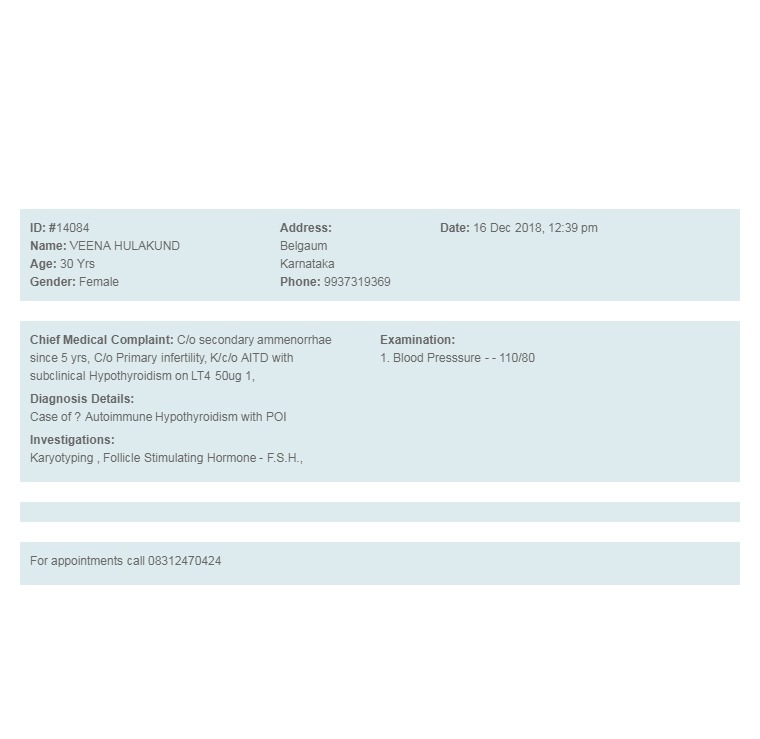 ID: #14084
Name: VEENA HULAKUND
Age: 30 Yrs
Gender: Female
Address:
Belgaum
Karnataka
Phone: 9937319369
Date: 16 Dec 2018, 12:39 pm
Chief Medical Complaint: C/o secondary ammenorrhae
since 5 yrs, C/o Primary infertility, K/c/o AITD with
subclinical Hypothyroidism on LT4 50ug 1,
Diagnosis Details:
Case of ? Autoimmune Hypothyroidism with POI
Investigations:
Karyotyping , Follicle Stimulating Hormone - F.S.H.,
Examination:
1. Blood Presssure - - 110/80
For appointments call 08312470424